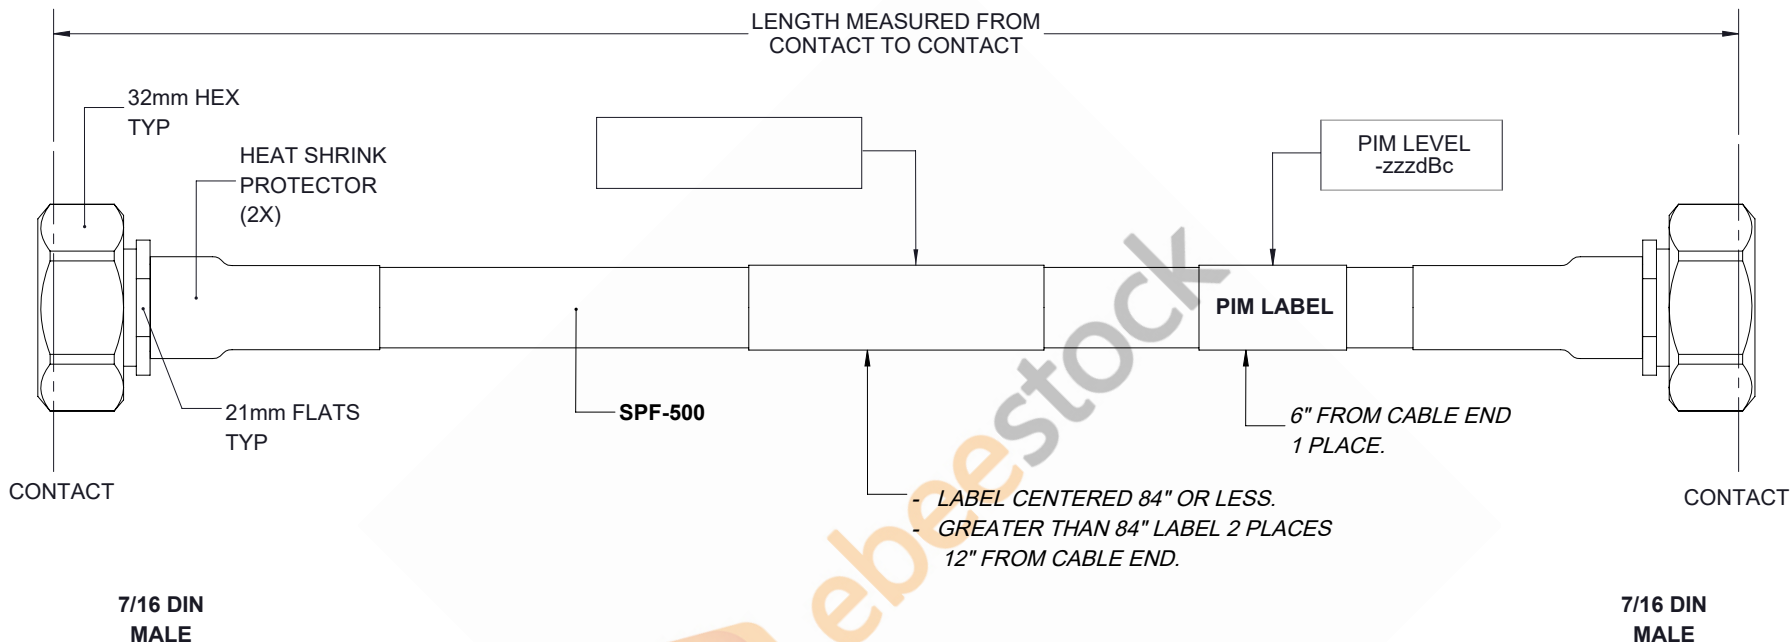 LENGTH MEASURED FROM
CONTACT TO CONTACT
32mm HEX
TYP
HEAT SHRINK
PROTECTOR
(2X)
PIM LEVEL
-zzzdBc
PIM LABEL
21mm FLATS
TYP
SPF-500
6" FROM CABLE END
1 PLACE.
CONTACT
CONTACT
- LABEL CENTERED 84" OR LESS.
- GREATER THAN 84" LABEL 2 PLACES
12" FROM CABLE END.
7/16 DIN
MALE
7/16 DIN
MALE
ebeestock